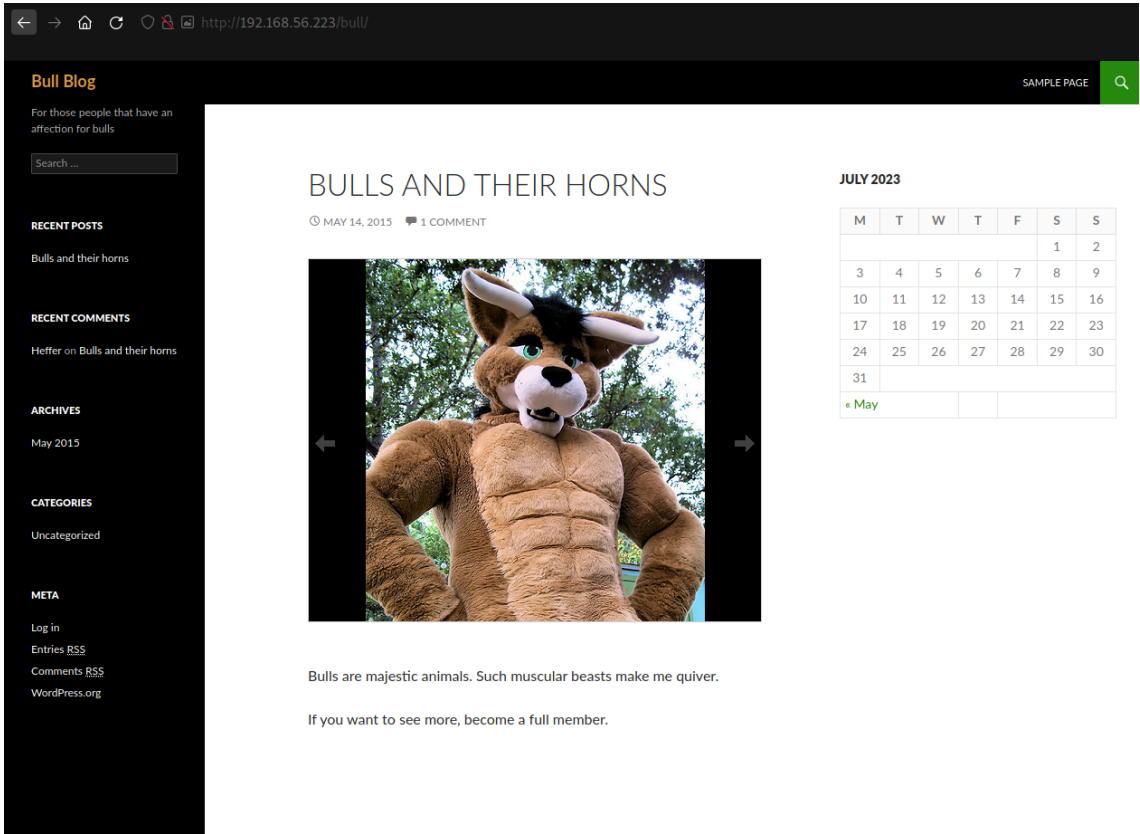 http://192.168.56.223/bull/
Bull Blog
SAMPLE PAGE
For those people that have an
affection for bulls
Search ...
RECENT POSTS
Bulls and their horns
RECENT COMMENTS
Heffer on Bulls and their horns
ARCHIVES
May 2015
CATEGORIES
Uncategorized
META
Log in
Entries RSS
Comments RSS
WordPress.org
BULLS AND THEIR HORNS
MAY 14, 2015 1 COMMENT
Bulls are majestic animals. Such muscular beasts make me quiver.
If you want to see more, become a full member.
JULY 2023
M T W T F S S
1 2
3 4 5 6 7 8 9
10 11 12 13 14 15 16
17 18 19 20 21 22 23
24 25 26 27 28 29 30
31
« May